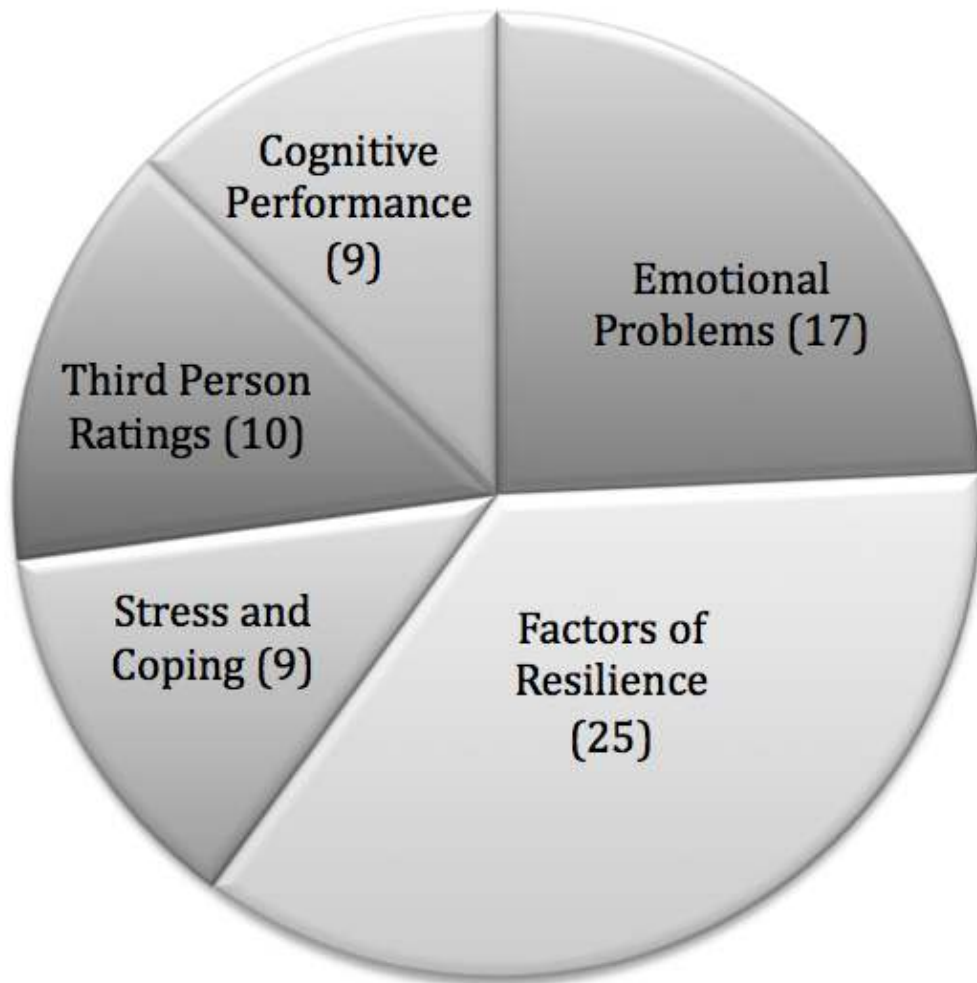 Cognitive
Performance
(9)
Emotional
Problems (17)
Third Person
Ratings (10)
Stress and
Coping (9)
Factors of
Resilience
(25)